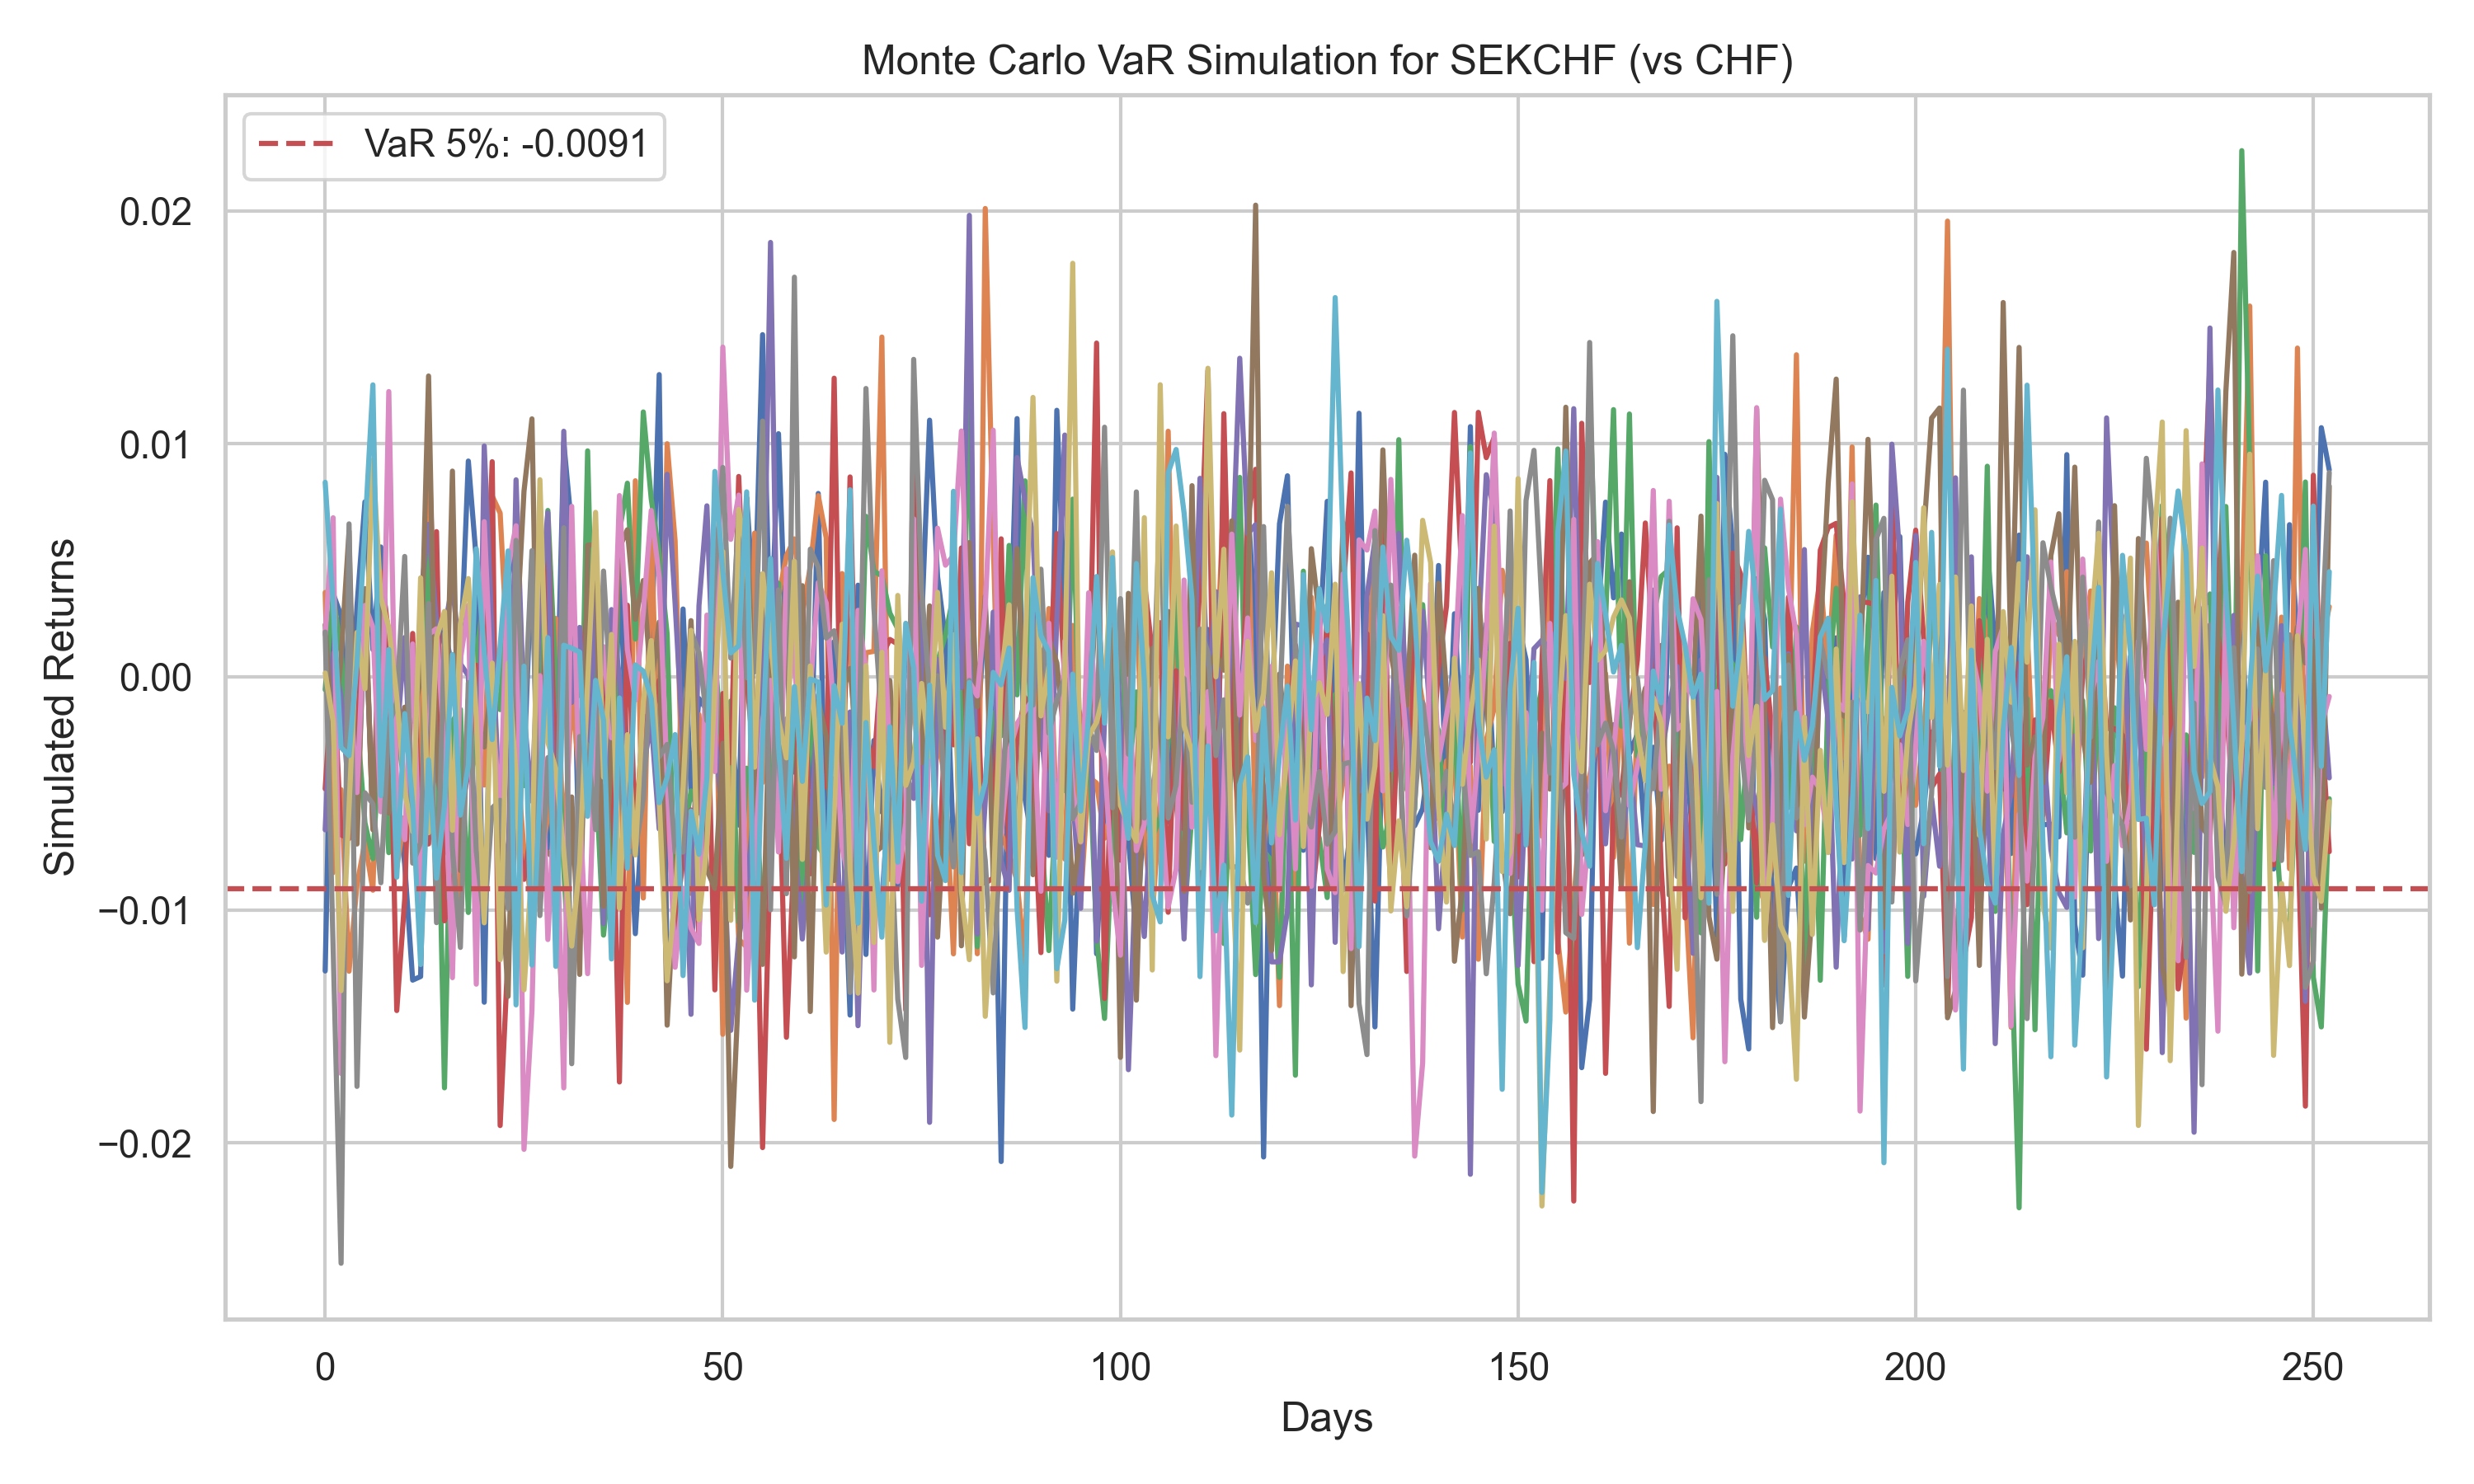 Monte Carlo VaR Simulation for SEKCHF (vs CHF)
VaR 5%: -0.0091
Simulated Returns
0.02
0.01
0.00
−0.01
−0.02
0 50 100 150 200 250
Days